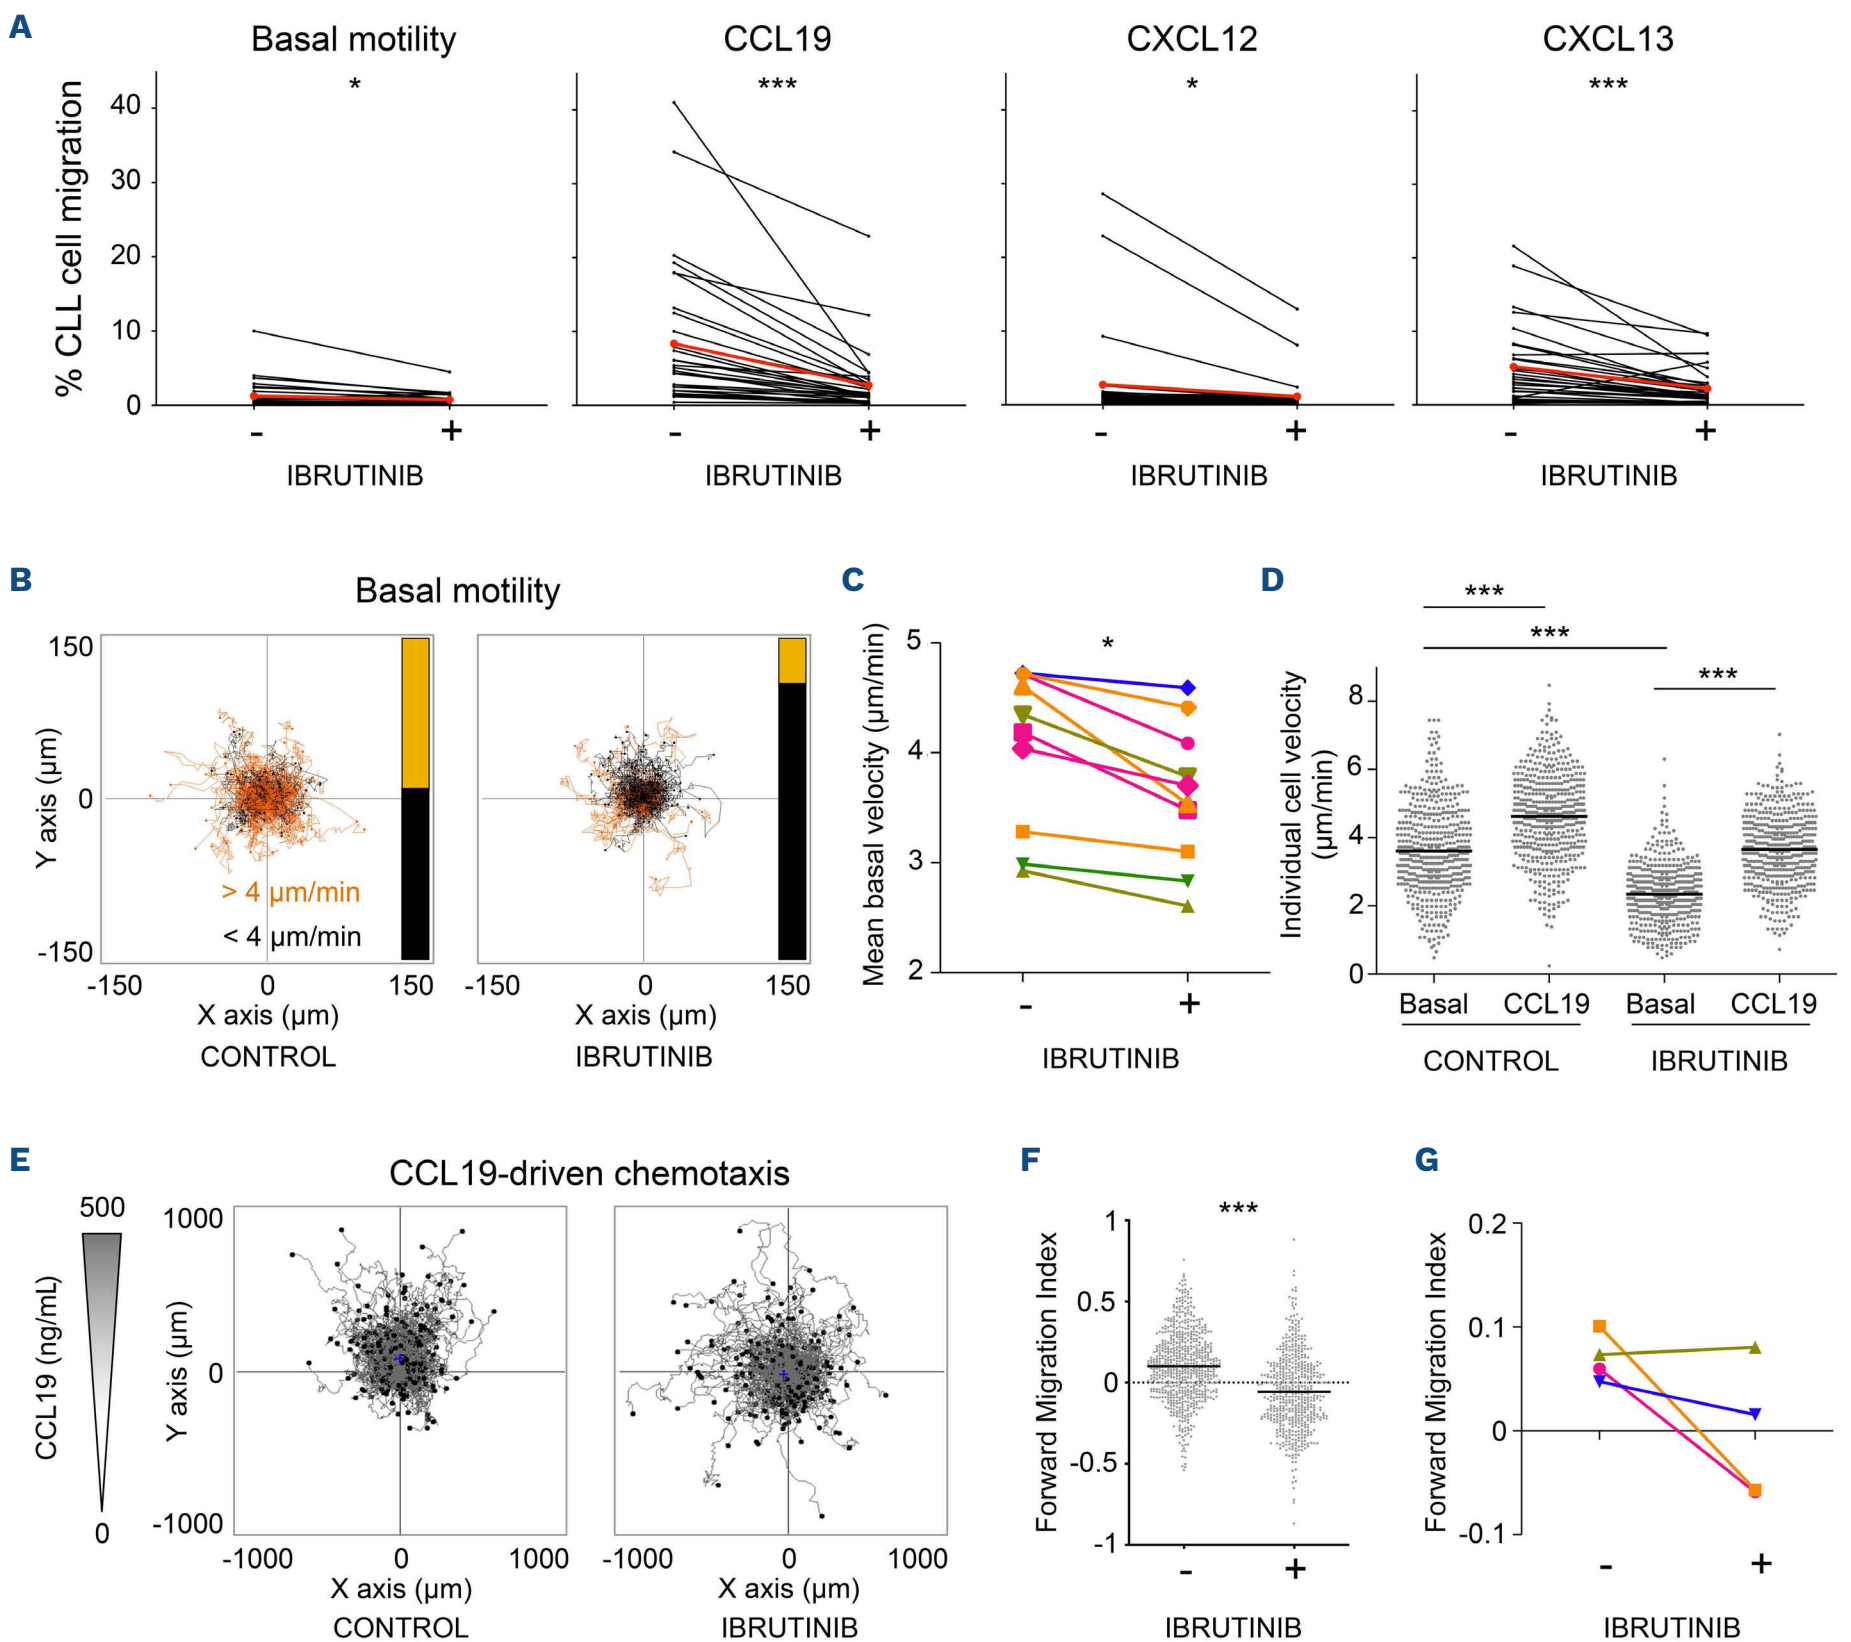 A
Basal motility
CCL19
CXCL12
CXCL13
*
***
*
***
% CLL cell migration
40
30
20
10
0
-
+
-
+
-
+
-
+
IBRUTINIB
IBRUTINIB
IBRUTINIB
IBRUTINIB
B
Basal motility
150
0
-150
Y axis (µm)
> 4 µm/min
< 4 µm/min
-150
0
150
-150
0
150
X axis (µm)
X axis (µm)
CONTROL
IBRUTINIB
C
*
Mean basal velocity (µm/min)
5
4
3
2
-
+
IBRUTINIB
D
***
***
***
Individual cell velocity
(µm/min)
8
6
4
2
0
Basal
CCL19
Basal
CCL19
CONTROL
IBRUTINIB
E
CCL19-driven chemotaxis
500
CCL19 (ng/mL)
0
1000
0
-1000
Y axis (µm)
-1000
0
1000
-1000
0
1000
X axis (µm)
X axis (µm)
CONTROL
IBRUTINIB
F
***
Forward Migration Index
1
0.5
0
-0.5
-1
-
+
IBRUTINIB
G
Forward Migration Index
0.2
0.1
0
-0.1
-
+
IBRUTINIB